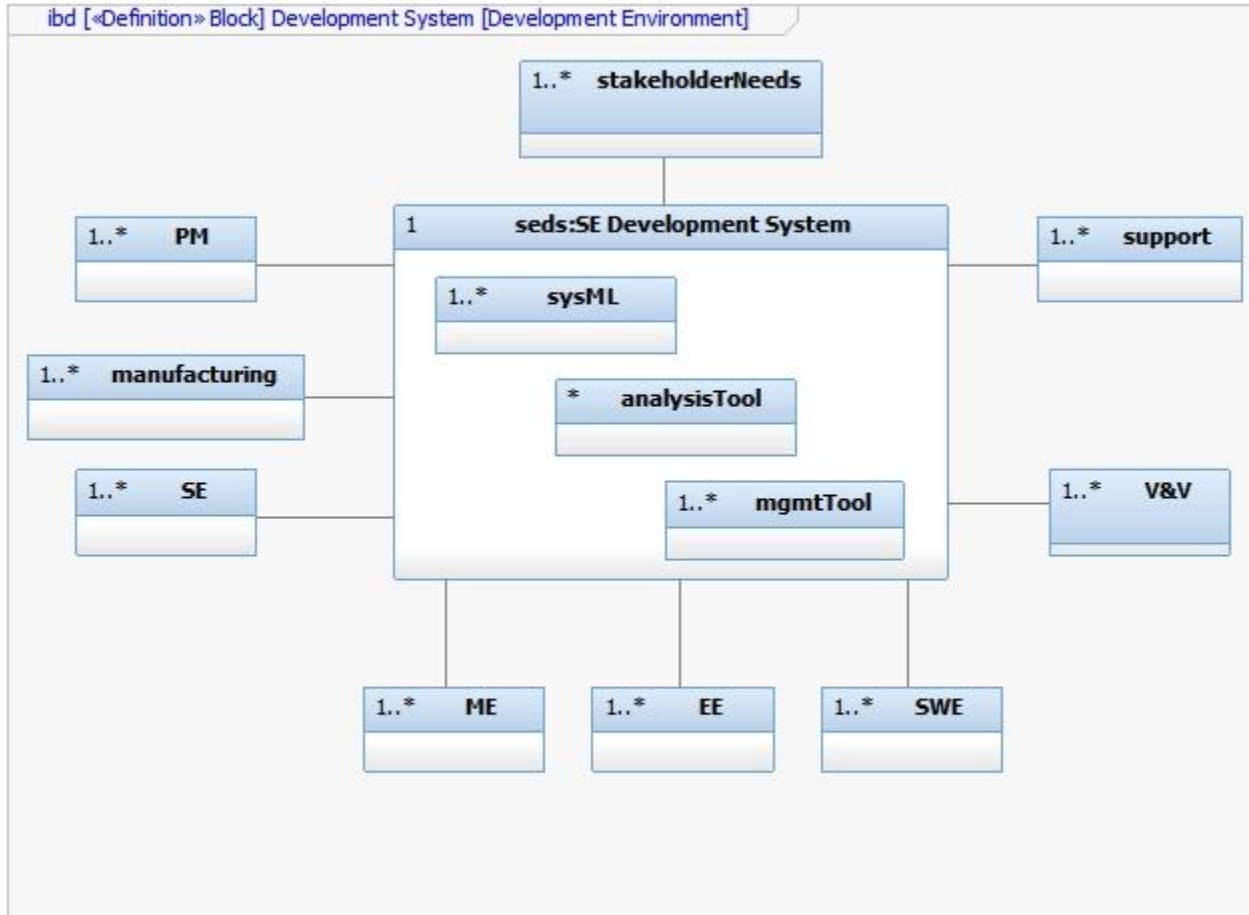 ibd [«Definition» Block] Development System [Development Environment]
1..* stakeholderNeeds
1 seds:SE Development System
1..* PM
1..* support
1..* sysML
1..* manufacturing
* analysisTool
1..* SE
1..* mgmtTool
1..* V&V
1..* ME
1..* EE
1..* SWE